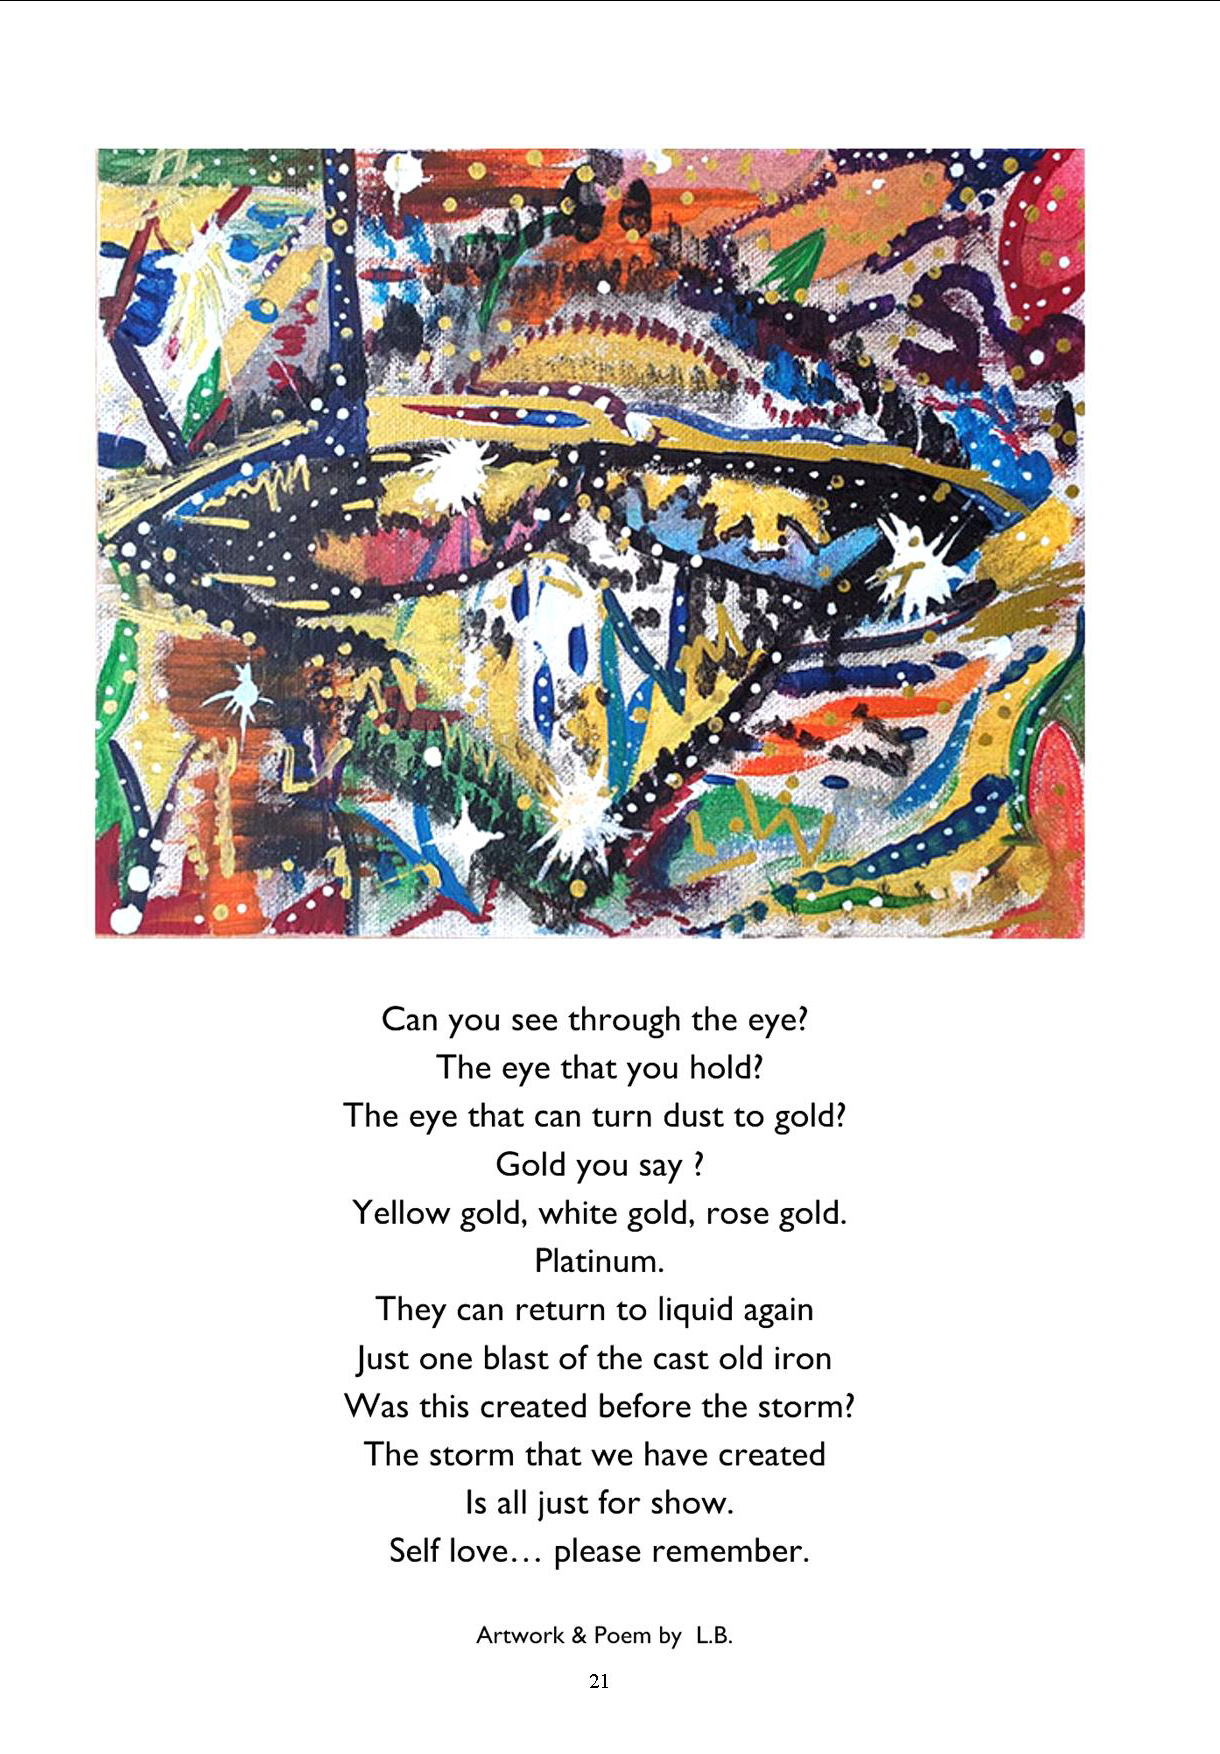 Can you see through the eye?
The eye that you hold?
The eye that can turn dust to gold?
Gold you say ?
Yellow gold, white gold, rose gold.
Platinum.
They can return to liquid again
Just one blast of the cast old iron
Was this created before the storm?
The storm that we have created
Is all just for show.
Self love… please remember.
Artwork & Poem by L.B.
21